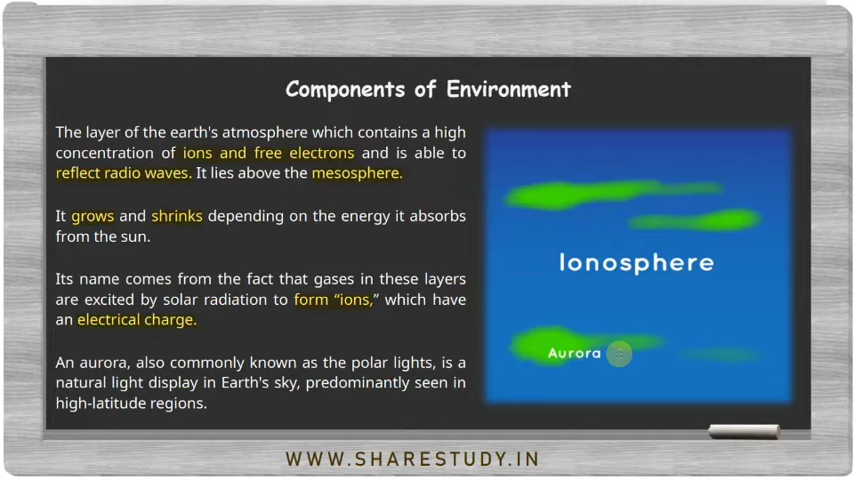 Components of Environment
The layer of the earth's atmosphere which contains a high
concentration of ions and free electrons and is able to
reflect radio waves. It lies above the mesosphere.
It grows and shrinks depending on the energy it absorbs
from the sun.
Its name comes from the fact that gases in these layers
are excited by solar radiation to form “ions,” which have
an electrical charge.
An aurora, also commonly known as the polar lights, is a
natural light display in Earth's sky, predominantly seen in
high-latitude regions.
Ionosphere
Aurora
WWW.SHARESTUDY.IN